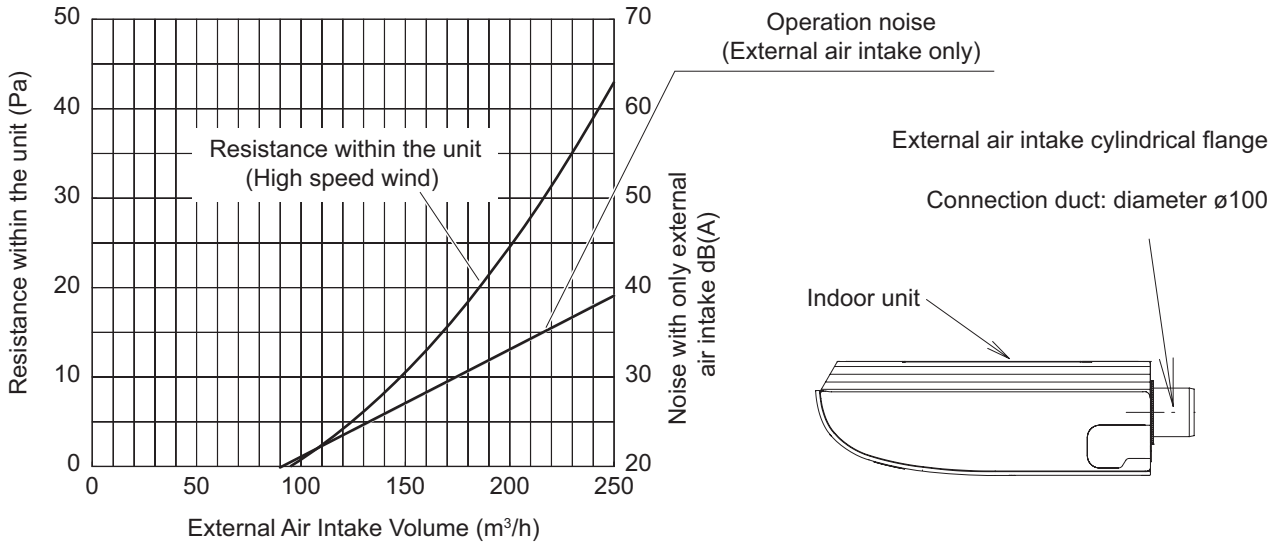 50
40
30
20
10
0
Resistance within the unit (Pa)
0
100
150
200
250
External Air Intake Volume (m³/h)
70
60
50
40
30
20
Noise with only external
air intake dB(A)
Resistance within the unit
(High speed wind)
Operation noise
(External air intake only)
External air intake cylindrical flange
Connection duct: diameter ø100
Indoor unit